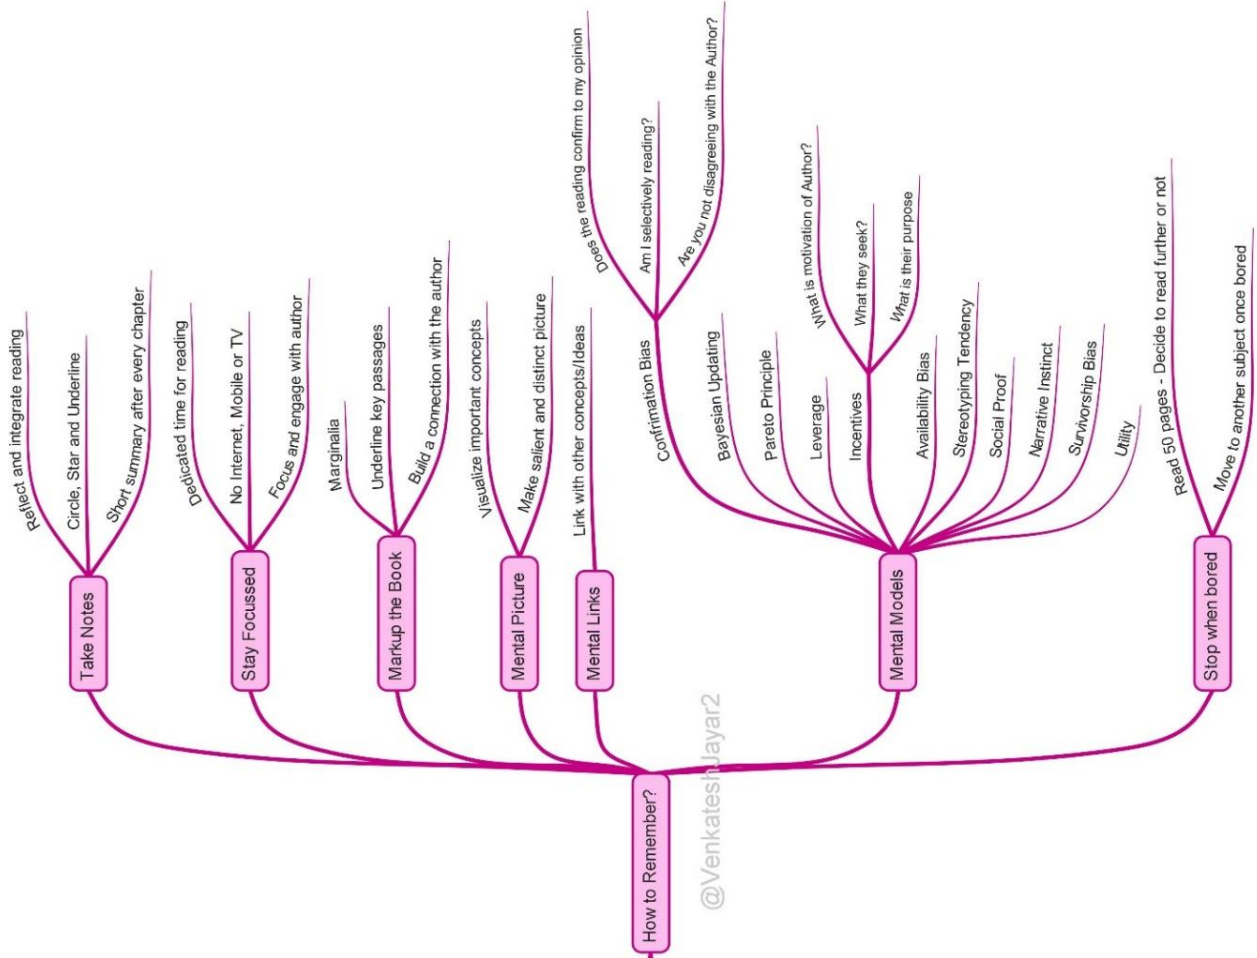 How to Remember?
Take Notes
Reflect and integrate reading
Circle, Star and Underline
Short summary after every chapter
Stay Focussed
Dedicated time for reading
No Internet, Mobile or TV
Focus and engage with author
Markup the Book
Marginalia
Underline key passages
Build a connection with the author
Mental Picture
Visualize important concepts
Make salient and distinct picture
Mental Links
Link with other concepts/Ideas
Mental Models
Confrimation Bias
Does the reading confirm to my opinion
Am I selectively reading?
Are you not disagreeing with the Author?
Bayesian Updating
Pareto Principle
Leverage
Incentives
What is motivation of Author?
What they seek?
What is their purpose
Availability Bias
Stereotyping Tendency
Social Proof
Narrative Instinct
Survivorship Bias
Utility
Stop when bored
Read 50 pages - Decide to read further or not
Move to another subject once bored
@VenkateshJayar2